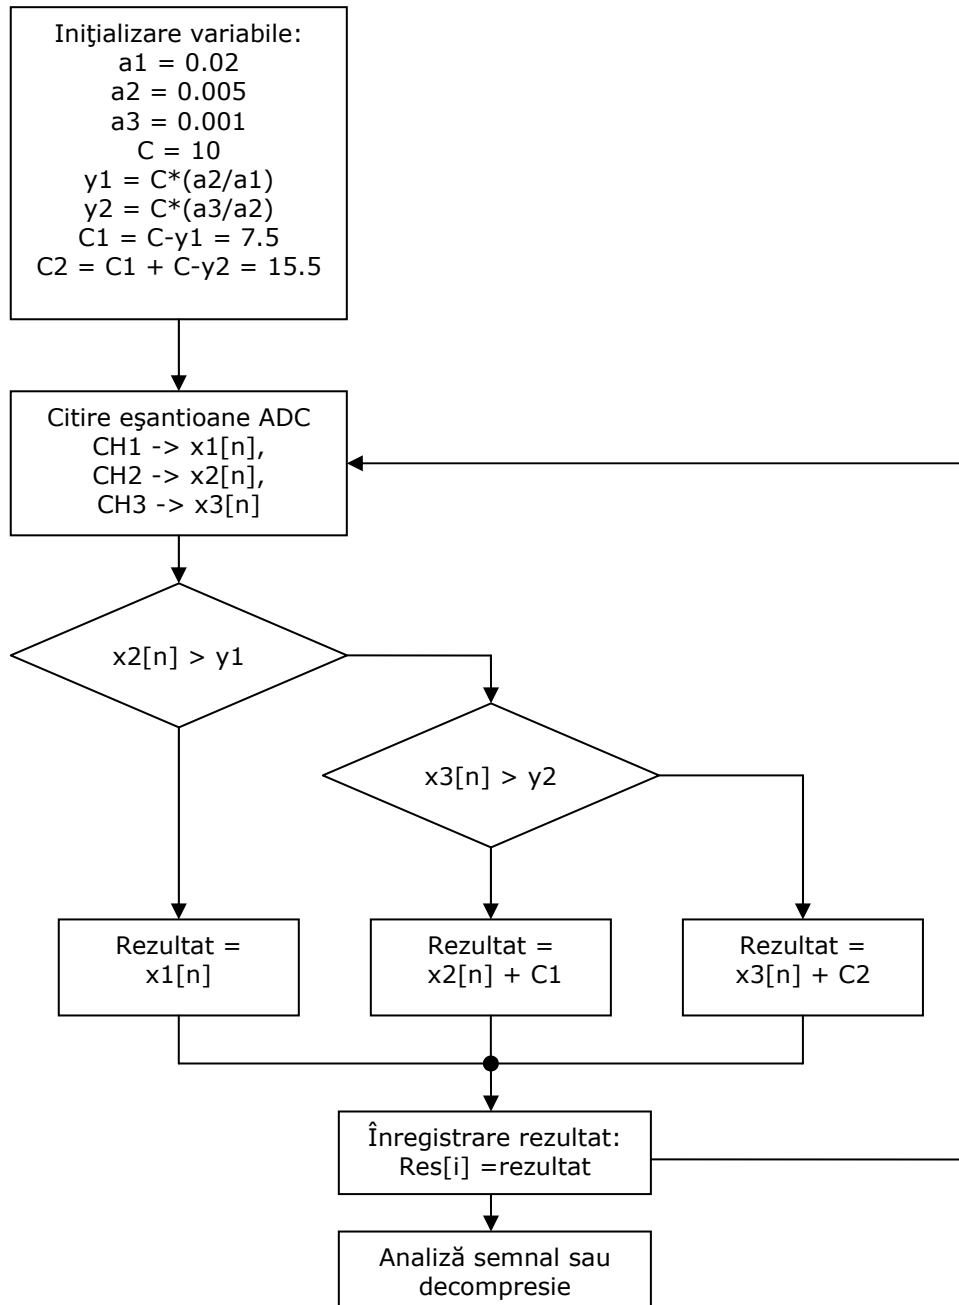 Iniţializare variabile:
a1 = 0.02
a2 = 0.005
a3 = 0.001
C = 10
y1 = C*(a2/a1)
y2 = C*(a3/a2)
C1 = C-y1 = 7.5
C2 = C1 + C-y2 = 15.5
Citire eşantioane ADC
CH1 -> x1[n],
CH2 -> x2[n],
CH3 -> x3[n]
x2[n] > y1
x3[n] > y2
Rezultat =
x1[n]
Rezultat =
x2[n] + C1
Rezultat =
x3[n] + C2
Înregistrare rezultat:
Res[i] =rezultat
Analiză semnal sau
decompresie